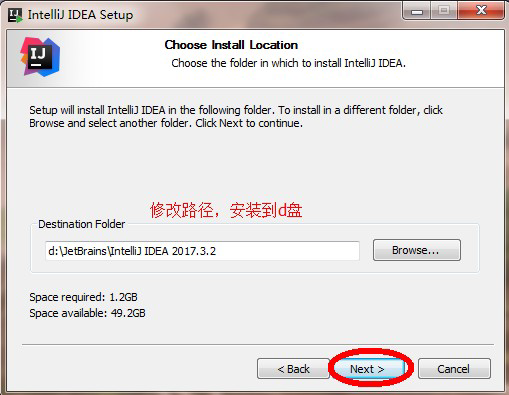 IntelliJ IDEA Setup
IJ
Choose Install Location
Choose the folder in which to install IntelliJ IDEA.
Setup will install IntelliJ IDEA in the following folder. To install in a different folder, click
Browse and select another folder. Click Next to continue.
修改路径，安装到d盘
Destination Folder
d:\JetBrains\IntelliJ IDEA 2017.3.2
Browse...
Space required: 1.2GB
Space available: 49.2GB
< Back
Next >
Cancel